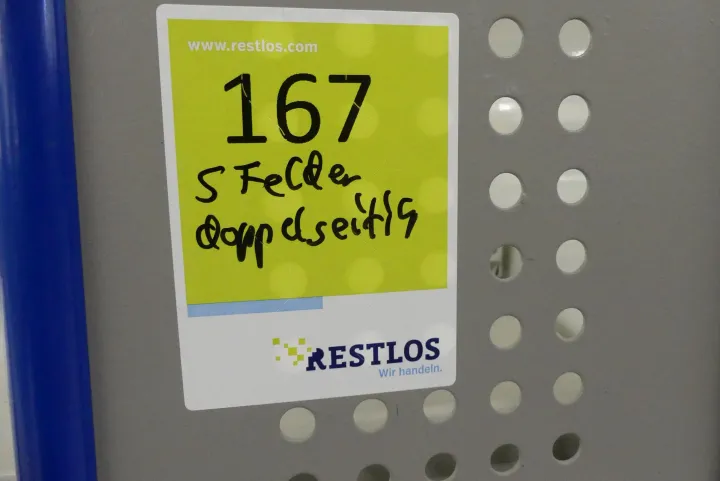 www.restlos.com
167
5 Felder
doppelseitig
RESTLOS
Wir handeln.